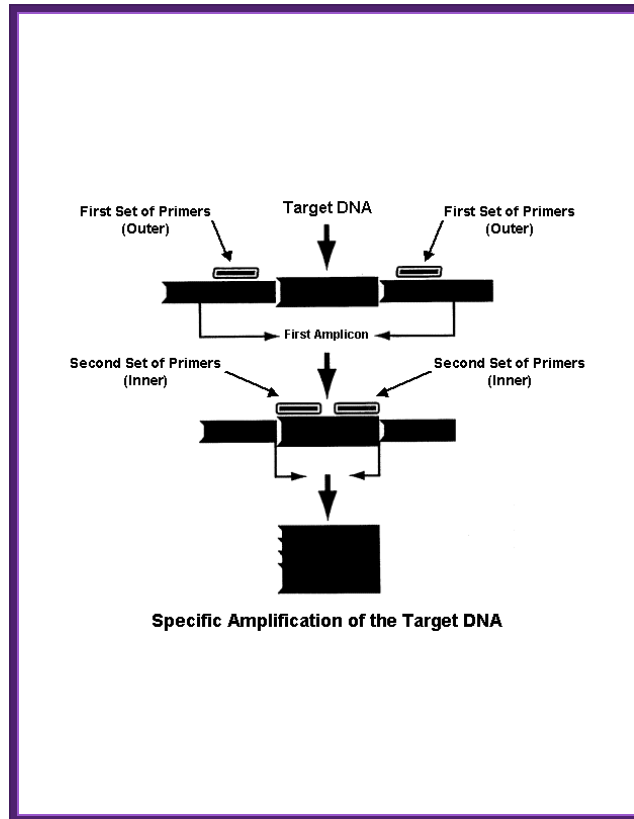 Target DNA
First Set of Primers
(Outer)
First Set of Primers
(Outer)
First Amplicon
Second Set of Primers
(Inner)
Second Set of Primers
(Inner)
Specific Amplification of the Target DNA